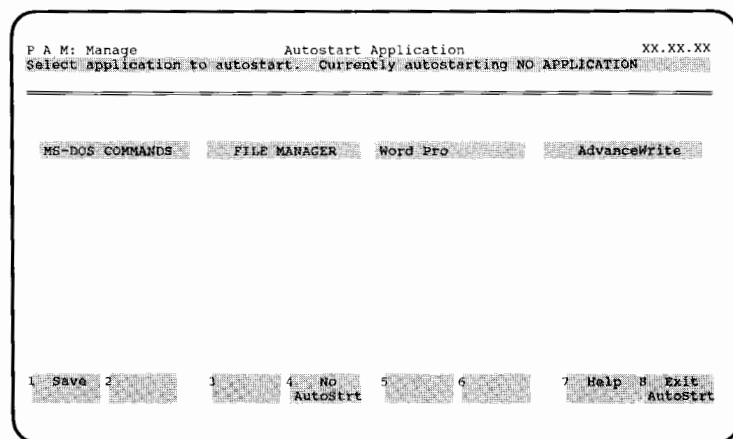 P A M: Manage Autostart Application XX.XX.XX
Select application to autostart. Currently autostarting NO APPLICATION
MS-DOS COMMANDS FILE MANAGER Word Pro AdvanceWrite
1 Save 2 3 4 No 5 6 7 Help 8 Exit
AutoStrt AutoStrt